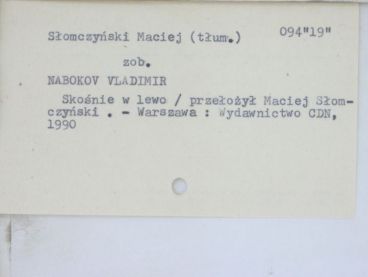 Słomczyński Maciej (tłum.) 094"19"
zob.
NABOKOV VLADIMIR
Skośnie w lewo / przełożył Maciej Słom-
czyński . - Warszawa : Wydawnictwo CDN,
1990